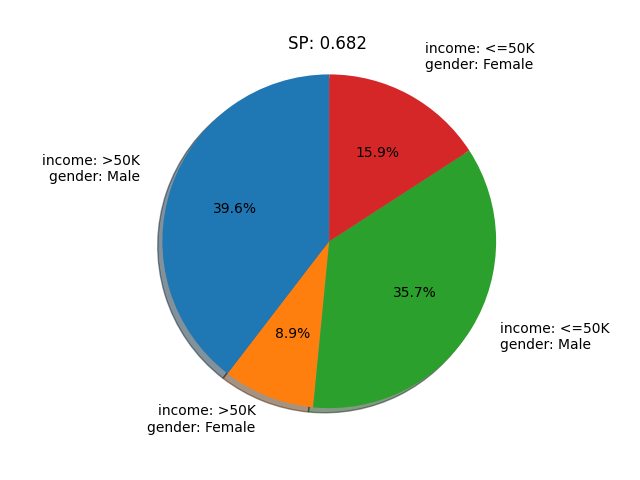 SP: 0.682
income: <=50K
gender: Female
15.9%
income: >50K
gender: Male
39.6%
35.7%
income: <=50K
gender: Male
8.9%
income: >50K
gender: Female